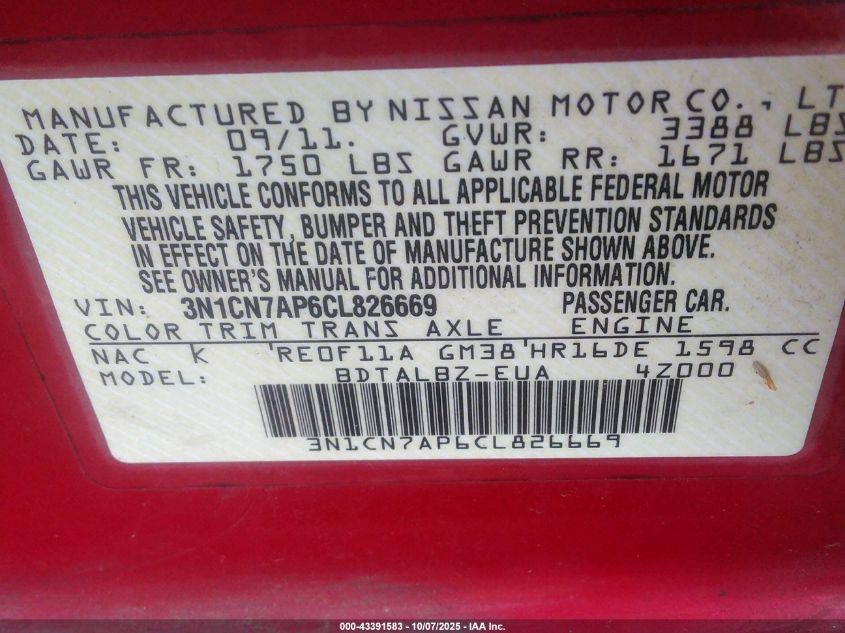 MANUFACTURED BY NISSAN MOTOR CO., LT
DATE: 09/11. GVWR: 3388 LBS
GAWR FR: 1750 LBS GAWR RR: 1671 LBS
THIS VEHICLE CONFORMS TO ALL APPLICABLE FEDERAL MOTOR
VEHICLE SAFETY, BUMPER AND THEFT PREVENTION STANDARDS
IN EFFECT ON THE DATE OF MANUFACTURE SHOWN ABOVE.
SEE OWNER'S MANUAL FOR ADDITIONAL INFORMATION.
VIN: 3N1CN7AP6CL826669 PASSENGER CAR.
COLOR TRIM TRANS AXLE ENGINE
NAC K 'RE0F11A GM38'HR16DE 1598 CC
MODEL: BDTALBZ-EUA 4Z000
3N1CN7AP6CL826669
000-43391583 - 10/07/2025 - IAA Inc.